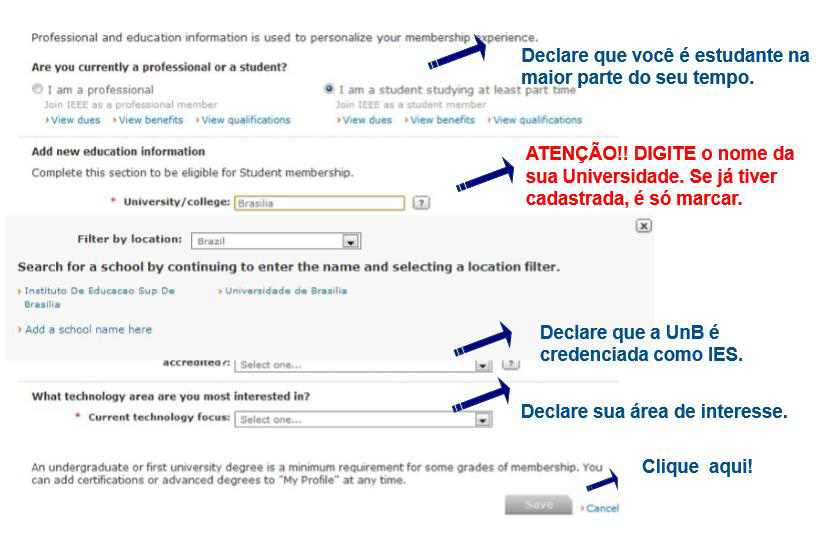 Professional and education information is used to personalize your membership experience.
Declare que você é estudante na
maior parte do seu tempo.
Are you currently a professional or a student?
I am a professional
I am a student studying at least part time
Join IEEE as a professional member
Join IEEE as a student member
View dues View benefits View qualifications
View dues View benefits View qualifications
Add new education information
Complete this section to be eligible for Student membership.
ATENÇÃO!! DIGITE o nome da
sua Universidade. Se já tiver
cadastrada, é só marcar.
* University/college: Brasilia ?
Filter by location: Brazil
Search for a school by continuing to enter the name and selecting a location filter.
Instituto De Educacao Sup De
Brasilia
Universidade de Brasilia
Add a school name here
Declare que a UnB é
credenciada como IES.
accredited?: Select one... ?
What technology area are you most interested in?
* Current technology focus: Select one...
Declare sua área de interesse.
An undergraduate or first university degree is a minimum requirement for some grades of membership. You
can add certifications or advanced degrees to "My Profile" at any time.
Clique aqui!
Save Cancel